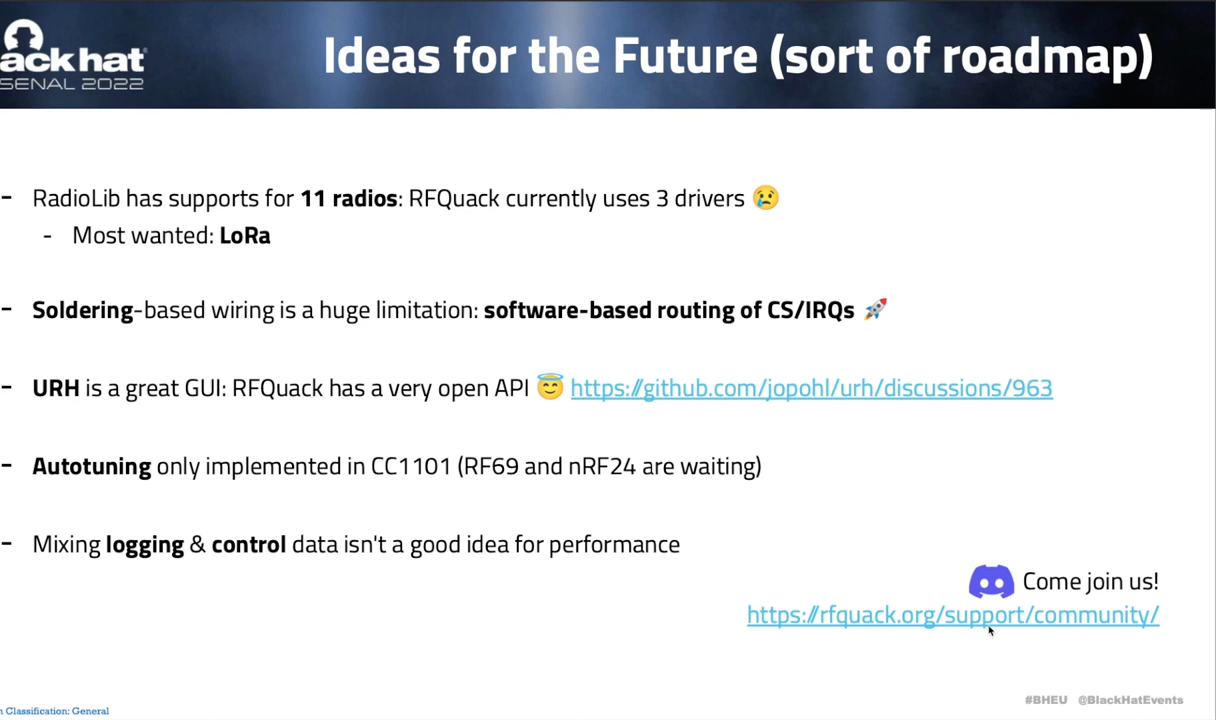 ack hat
SENAL 2022
Ideas for the Future (sort of roadmap)
- RadioLib has supports for 11 radios: RFQuack currently uses 3 drivers 😢
- Most wanted: LoRa
- Soldering-based wiring is a huge limitation: software-based routing of CS/IRQs 🚀
- URH is a great GUI: RFQuack has a very open API 😇 https://github.com/jopohl/urh/discussions/963
- Autotuning only implemented in CC1101 (RF69 and nRF24 are waiting)
- Mixing logging & control data isn't a good idea for performance
Come join us!
https://rfquack.org/support/community/
#BHEU @BlackHatEvents
n Classification: General